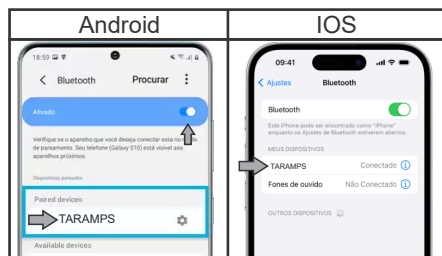 Android
IOS
18:59
Bluetooth
Procurar
Ativado
Verifique se o aparelho que você deseja conectar está no modo
de pareamento. Seu telefone (Galaxy S10) está visível aos
aparelhos próximos.
Dispositivos pareados
Paired devices
TARAMPS
Available devices
09:41
Ajustes
Bluetooth
Bluetooth
Este iPhone pode ser encontrado como "iPhone"
enquanto os Ajustes de Bluetooth estiverem abertos.
MEUS DISPOSITIVOS
TARAMPS Conectado
Fones de ouvido Não Conectado
OUTROS DISPOSITIVOS